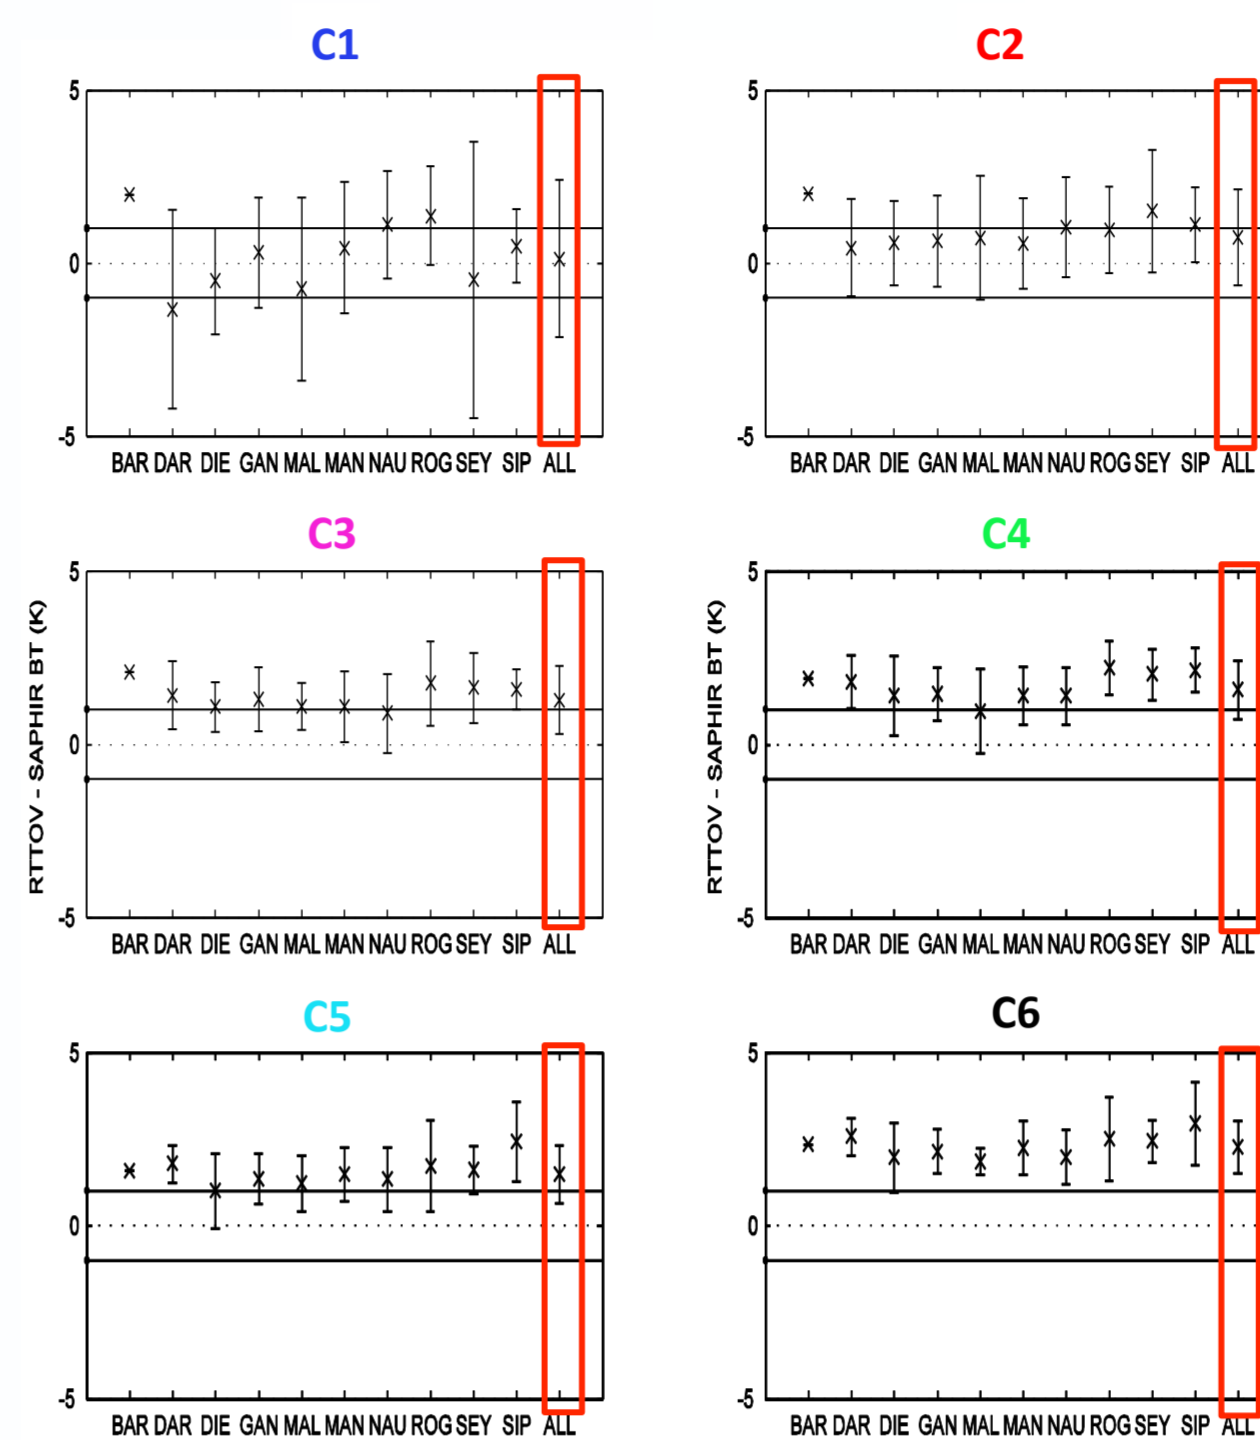 C1
C2
5
0
-5
BAR DAR DIE GAN MAL MAN NAU ROG SEY SIP ALL
5
0
-5
BAR DAR DIE GAN MAL MAN NAU ROG SEY SIP ALL
C3
C4
RTTOV - SAPHIR BT (K)
5
0
-5
BAR DAR DIE GAN MAL MAN NAU ROG SEY SIP ALL
RTTOV - SAPHIR BT (K)
5
0
-5
BAR DAR DIE GAN MAL MAN NAU ROG SEY SIP ALL
C5
C6
5
0
-5
BAR DAR DIE GAN MAL MAN NAU ROG SEY SIP ALL
5
0
-5
BAR DAR DIE GAN MAL MAN NAU ROG SEY SIP ALL